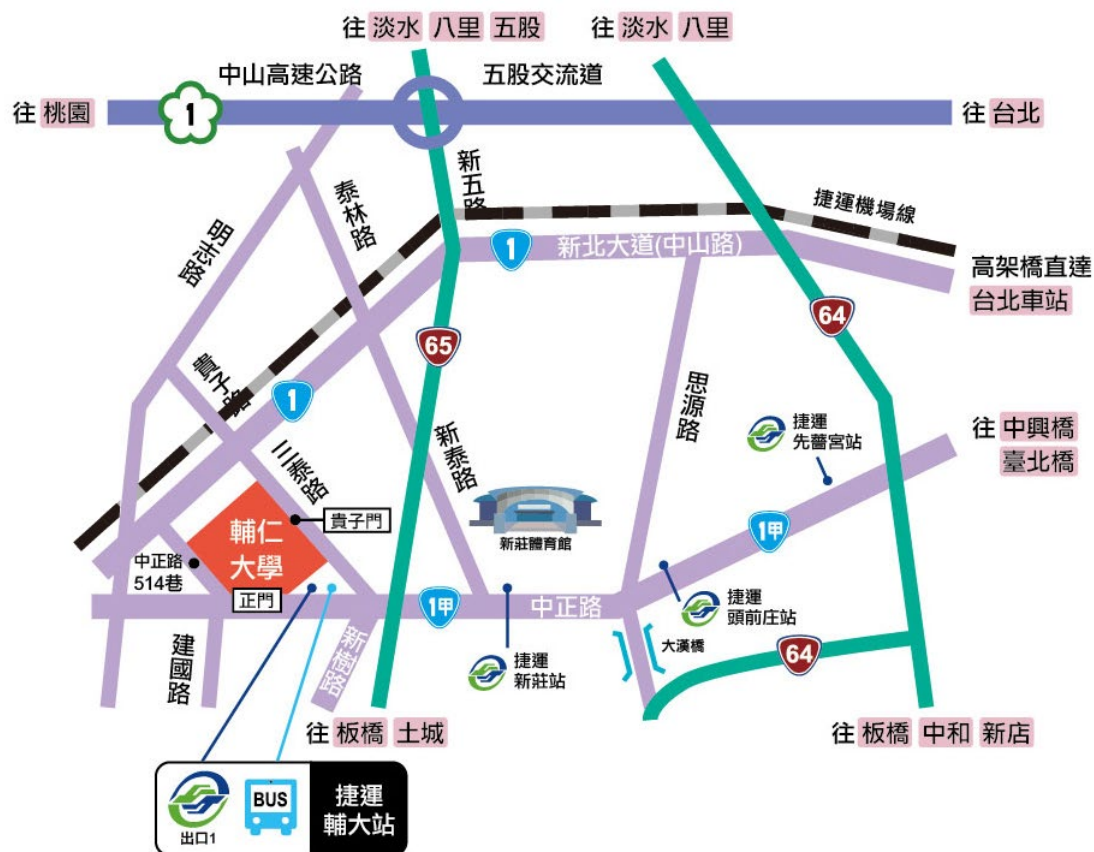 往 淡水 八里 五股
往 淡水 八里
中山高速公路
五股交流道
往 桃園
1
往 台北
新五路
泰林路
明志路
捷運機場線
1
新北大道(中山路)
高架橋直達
台北車站
65
64
貴子路
1
思源路
新泰路
三泰路
捷運
先嗇宮站
往 中興橋
臺北橋
輔仁
大學
貴子門
新莊體育館
1甲
中正路
514巷
正門
1甲
中正路
捷運
頭前庄站
建國路
新樹路
捷運
新莊站
大漢橋
64
往 板橋 土城
往 板橋 中和 新店
出口1
BUS
捷運
輔大站